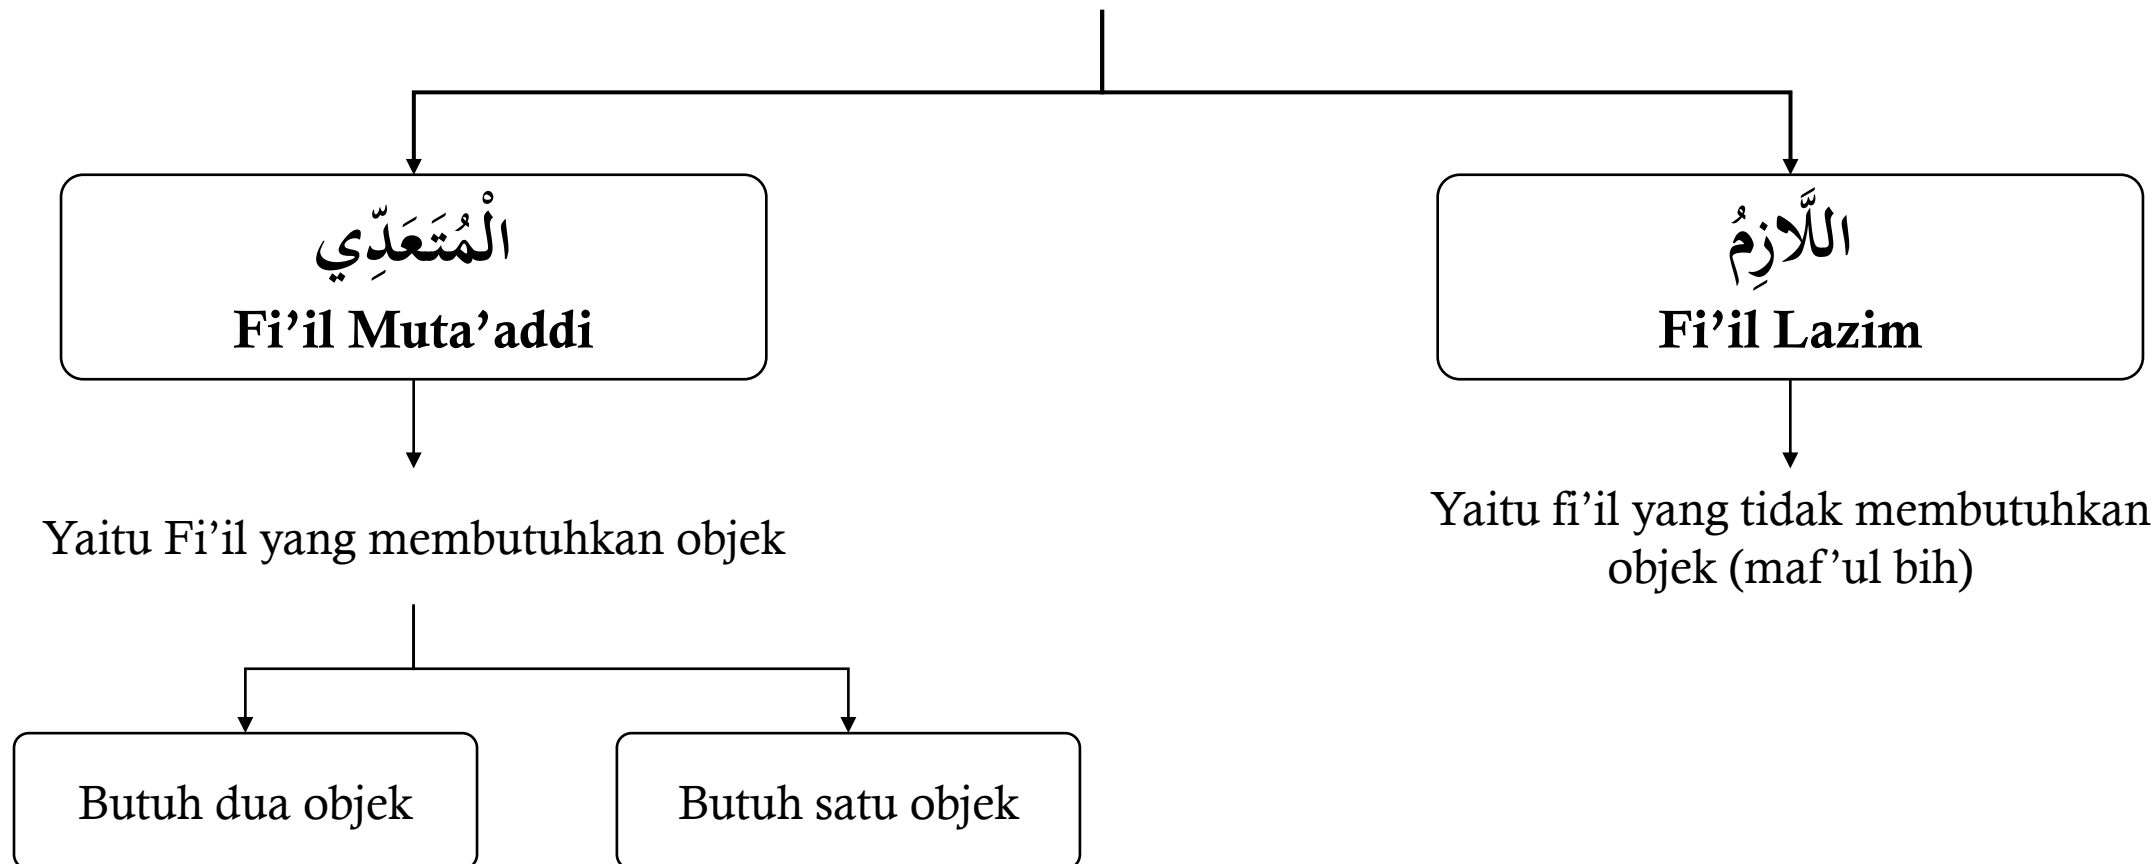 الْمُتَعَدِّي
Fi’il Muta’addi
اللَّازِمُ
Fi’il Lazim
Yaitu Fi’il yang membutuhkan objek
Yaitu fi’il yang tidak membutuhkan
objek (maf’ul bih)
Butuh dua objek
Butuh satu objek